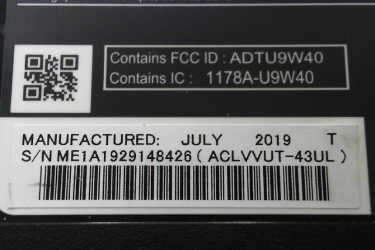 Contains FCC ID : ADTU9W40
Contains IC : 1178A-U9W40
MANUFACTURED: JULY 2019 T
S/N ME1A1929148426 ( ACLVVUT-43UL )